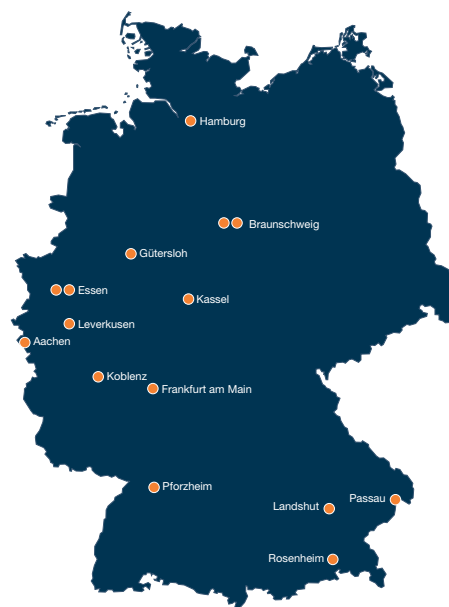 Hamburg
Braunschweig
Gütersloh
Essen
Kassel
Leverkusen
Aachen
Koblenz
Frankfurt am Main
Pforzheim
Passau
Landshut
Rosenheim